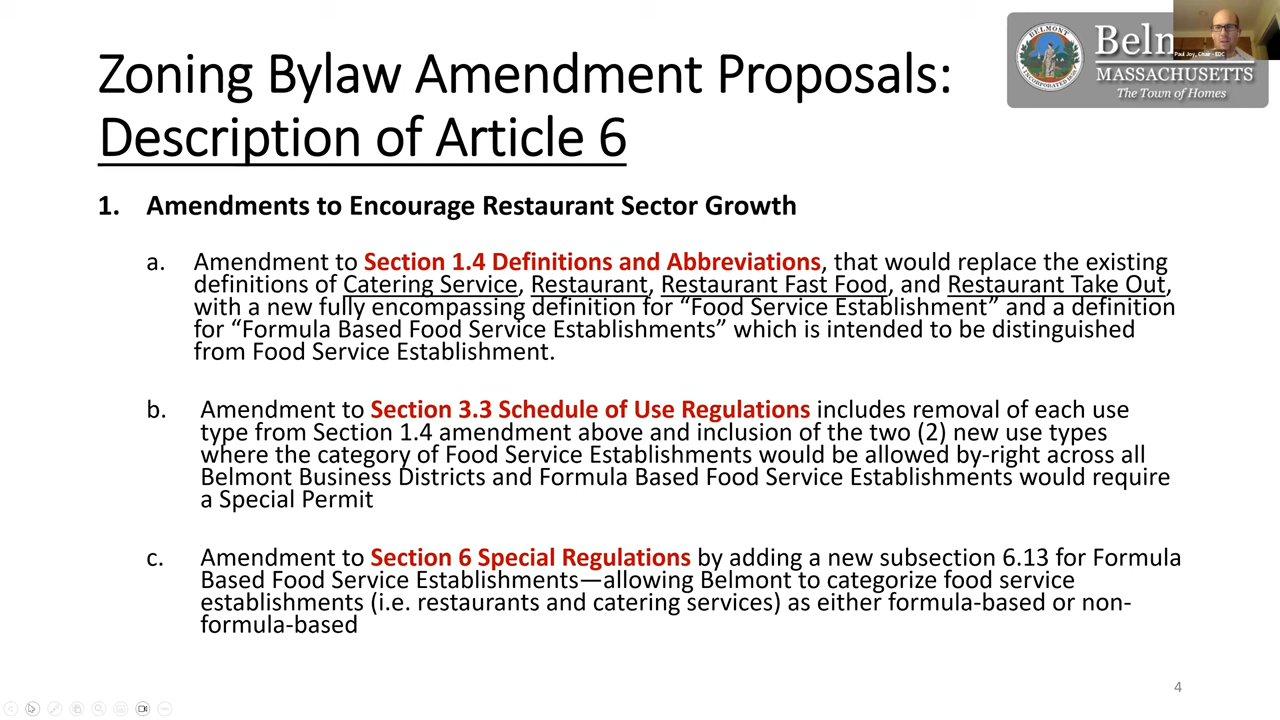 Zoning Bylaw Amendment Proposals:
Description of Article 6
BELMONT
Belm
MASSACHUSETTS
The Town of Homes
Paul Joy, Chair - EDC
1. Amendments to Encourage Restaurant Sector Growth
a. Amendment to Section 1.4 Definitions and Abbreviations, that would replace the existing
definitions of Catering Service, Restaurant, Restaurant Fast Food, and Restaurant Take Out,
with a new fully encompassing definition for “Food Service Establishment” and a definition
for “Formula Based Food Service Establishments” which is intended to be distinguished
from Food Service Establishment.
b. Amendment to Section 3.3 Schedule of Use Regulations includes removal of each use
type from Section 1.4 amendment above and inclusion of the two (2) new use types
where the category of Food Service Establishments would be allowed by-right across all
Belmont Business Districts and Formula Based Food Service Establishments would require
a Special Permit
c. Amendment to Section 6 Special Regulations by adding a new subsection 6.13 for Formula
Based Food Service Establishments—allowing Belmont to categorize food service
establishments (i.e. restaurants and catering services) as either formula-based or non-
formula-based
4